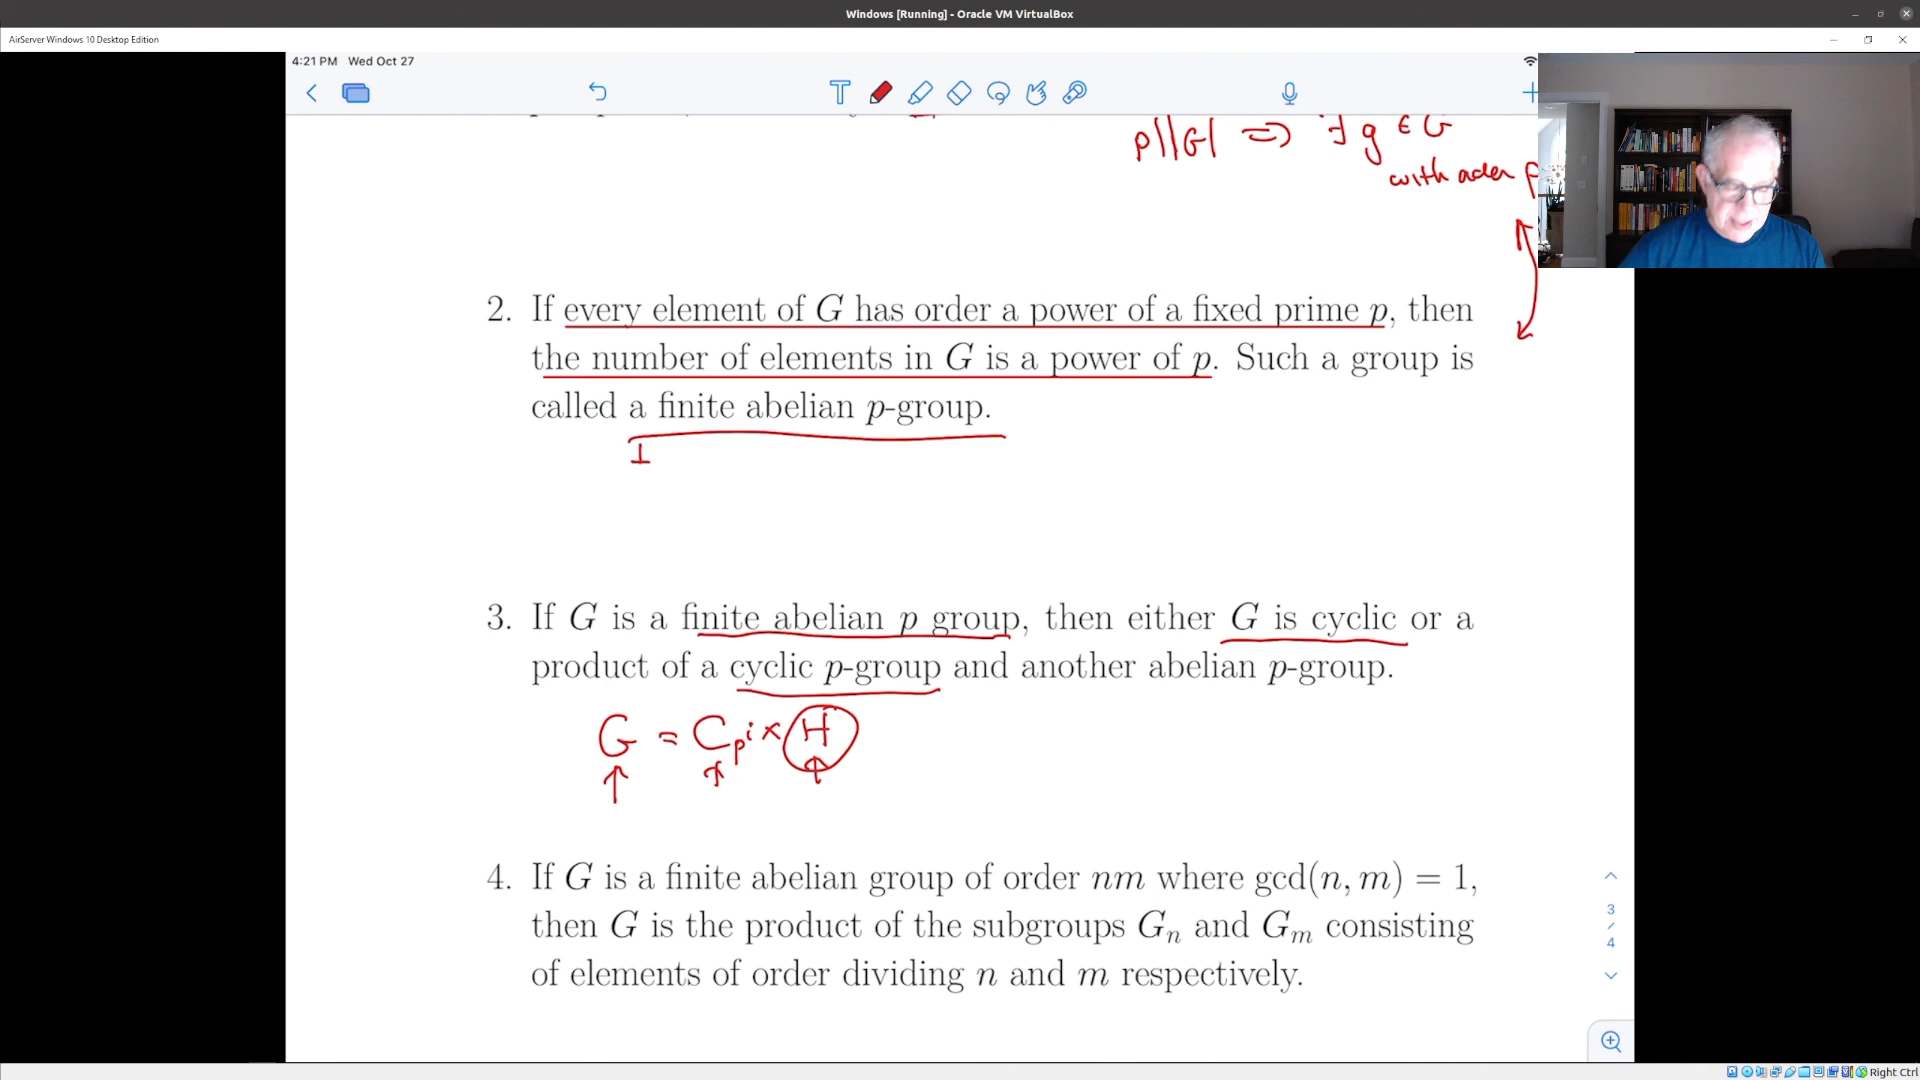 Windows [Running] - Oracle VM VirtualBox
AirServer Windows 10 Desktop Edition
4:21 PM Wed Oct 27
p||G| => ∃ g ∈ G
with order p
2. If every element of G has order a power of a fixed prime p, then
the number of elements in G is a power of p. Such a group is
called a finite abelian p-group.
3. If G is a finite abelian p group, then either G is cyclic or a
product of a cyclic p-group and another abelian p-group.
G = C_{p^i} × H
4. If G is a finite abelian group of order nm where gcd(n, m) = 1,
then G is the product of the subgroups G_n and G_m consisting
of elements of order dividing n and m respectively.
3
/
4
Right Ctrl